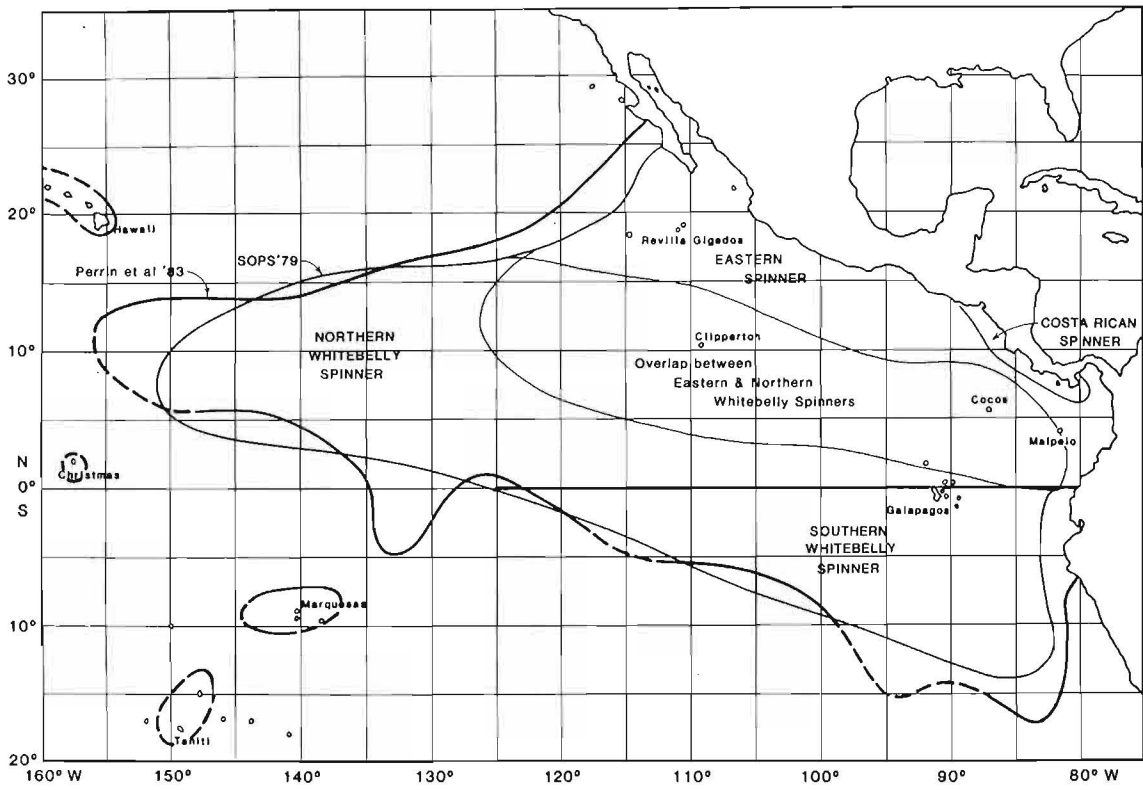 30°
20°
Hawaii
Perrin et al '83
SOPS'79
Revilla Gigedos
EASTERN
SPINNER
COSTA RICAN
SPINNER
NORTHERN
WHITEBELLY
SPINNER
10°
Clipperton
Overlap between
Eastern & Northern
Whitebelly Spinners
Cocos
Malpelo
N
Christmas
0°
S
Galapagos
SOUTHERN
WHITEBELLY
SPINNER
Marquesas
10°
Tahiti
20°
160° W
150°
140°
130°
120°
110°
100°
90°
80° W